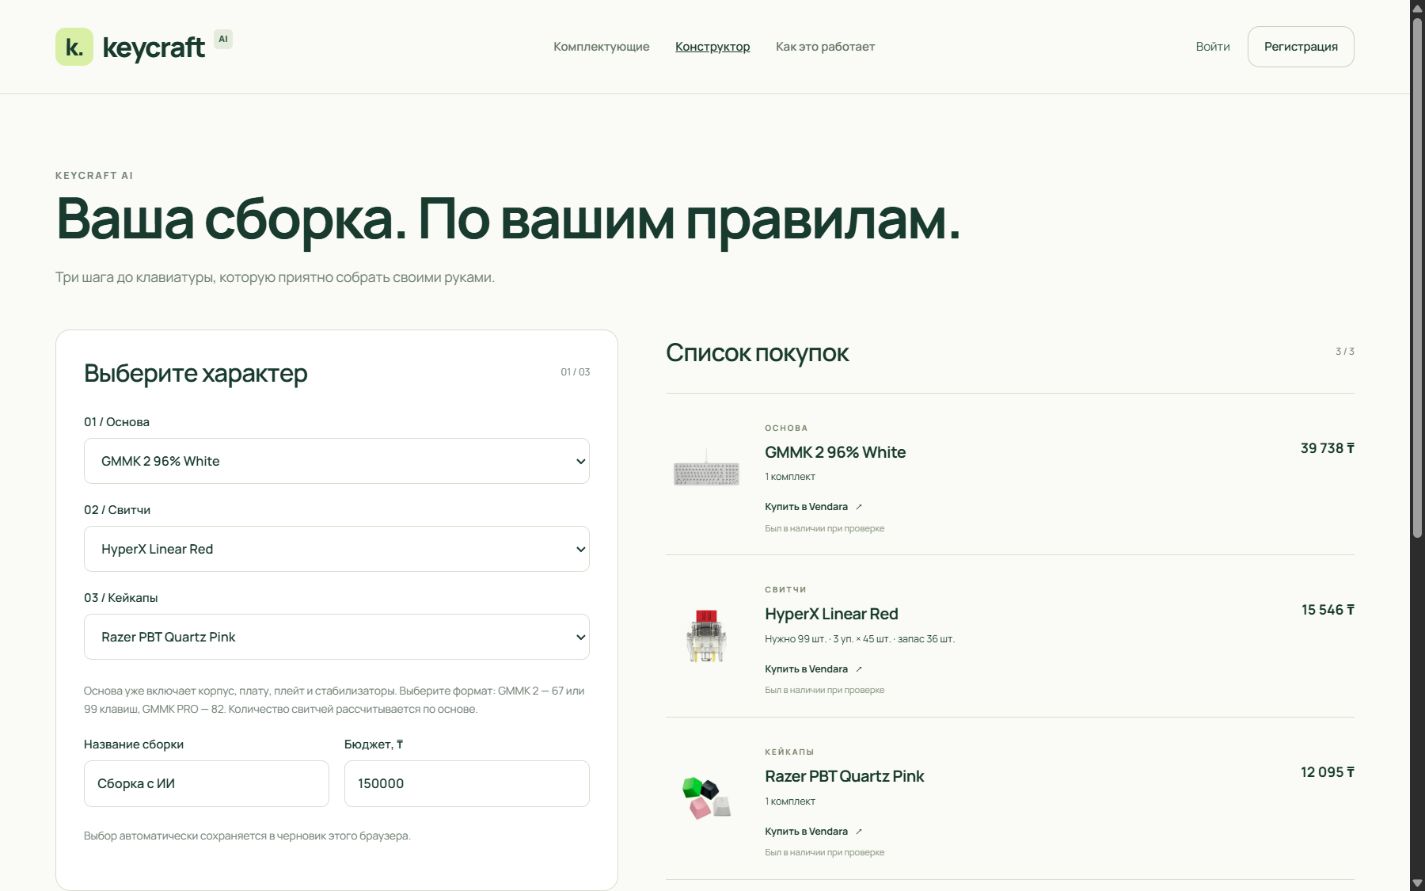 k. keycraft AI
Комплектующие
Конструктор
Как это работает
Войти
Регистрация
KEYCRAFT AI
Ваша сборка. По вашим правилам.
Три шага до клавиатуры, которую приятно собрать своими руками.
Выберите характер
01 / 03
01 / Основа
GMMK 2 96% White
02 / Свитчи
HyperX Linear Red
03 / Кейкапы
Razer PBT Quartz Pink
Основа уже включает корпус, плату, плейт и стабилизаторы. Выберите формат: GMMK 2 — 67 или
99 клавиш, GMMK PRO — 82. Количество свитчей рассчитывается по основе.
Название сборки
Бюджет, ₸
Сборка с ИИ
150000
Выбор автоматически сохраняется в черновик этого браузера.
Список покупок
3 / 3
ОСНОВА
GMMK 2 96% White
39 738 ₸
1 комплект
Купить в Vendara ↗
Был в наличии при проверке
СВИТЧИ
HyperX Linear Red
15 546 ₸
Нужно 99 шт. · 3 уп. × 45 шт. · запас 36 шт.
Купить в Vendara ↗
Был в наличии при проверке
КЕЙКАПЫ
Razer PBT Quartz Pink
12 095 ₸
1 комплект
Купить в Vendara ↗
Был в наличии при проверке